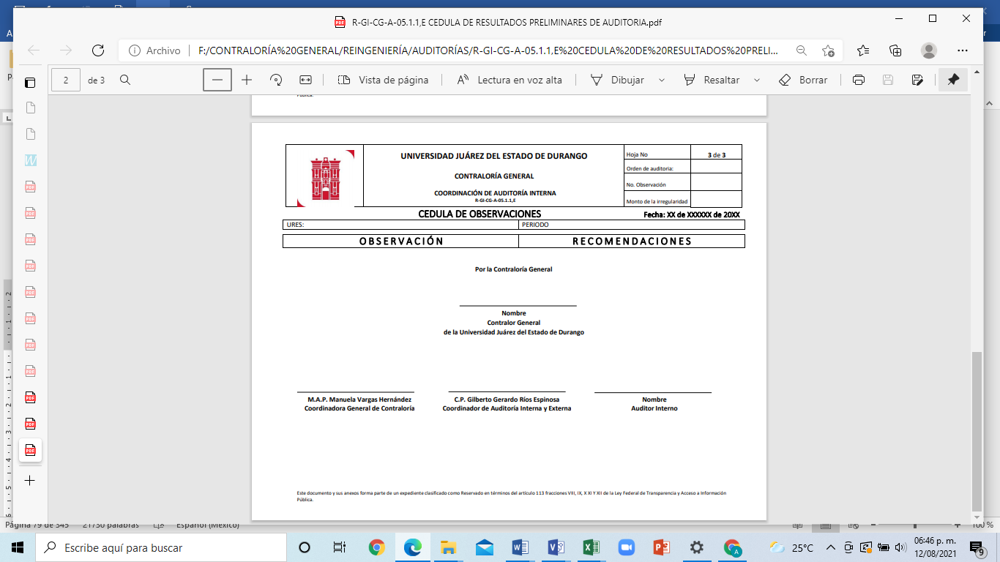 R-GI-CG-A-05.1.1,E CEDULA DE RESULTADOS PRELIMINARES DE AUDITORIA.pdf
Archivo
F:/CONTRALORÍA%20GENERAL/REINGENIERÍA/AUDITORÍAS/R-GI-CG-A-05.1.1,E%20CEDULA%20DE%20RESULTADOS%20PRELI...
2 de 3
Vista de página
Lectura en voz alta
Dibujar
Resaltar
Borrar
Pública.
UNIVERSIDAD JUÁREZ DEL ESTADO DE DURANGO
CONTRALORÍA GENERAL
COORDINACIÓN DE AUDITORÍA INTERNA
R-GI-CG-A-05.1.1,E
Hoja No 3 de 3
Orden de auditoria:
No. Observación
Monto de la irregularidad
CEDULA DE OBSERVACIONES Fecha: XX de XXXXXX de 20XX
URES: PERIODO
OBSERVACIÓN RECOMENDACIONES
Por la Contraloría General
Nombre
Contralor General
de la Universidad Juárez del Estado de Durango
M.A.P. Manuela Vargas Hernández
Coordinadora General de Contraloría
C.P. Gilberto Gerardo Ríos Espinosa
Coordinador de Auditoría Interna y Externa
Nombre
Auditor Interno
Este documento y sus anexos forma parte de un expediente clasificado como Reservado en términos del artículo 113 fracciones VIII, IX, X XI Y XII de la Ley Federal de Transparencia y Acceso a Información
Pública.
Página 79 de 345 21730 palabras Español (México) 100 %
Escribe aquí para buscar
25°C
06:46 p. m.
12/08/2021
9